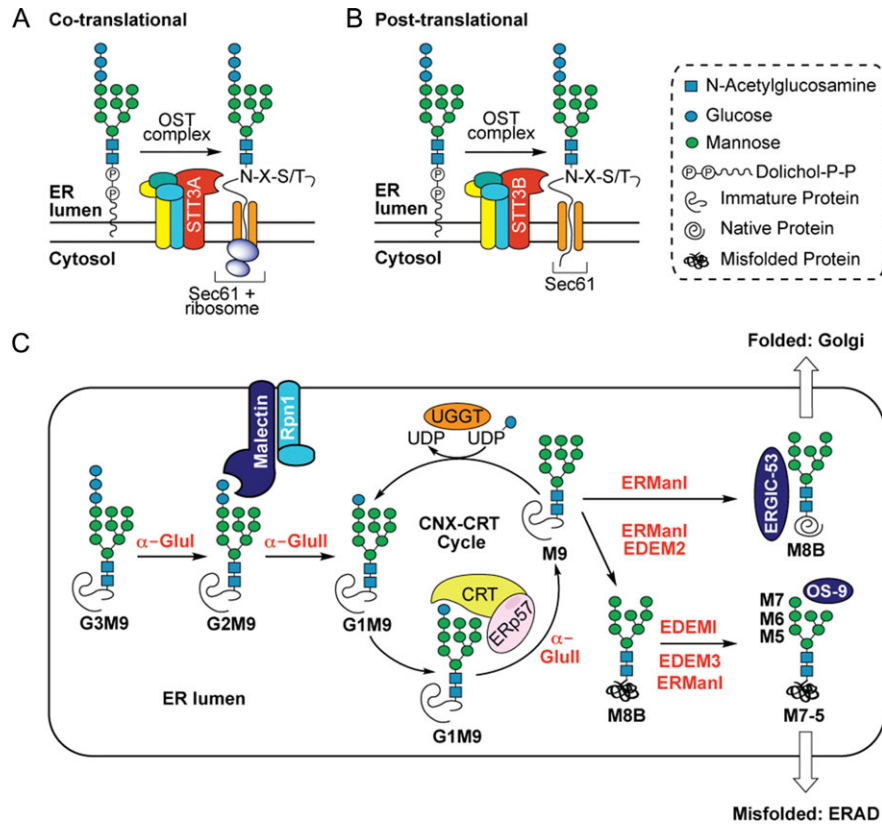 A Co-translational
OST
complex
N-X-S/T
P
P
STT3A
ER
lumen
Cytosol
Sec61 +
ribosome
B Post-translational
OST
complex
N-X-S/T
P
P
STT3B
ER
lumen
Cytosol
Sec61
N-Acetylglucosamine
Glucose
Mannose
P P Dolichol-P-P
Immature Protein
Native Protein
Misfolded Protein
C
Folded: Golgi
Malectin
Rpn1
UGGT
UDP UDP
G3M9
α-GluI
G2M9
α-GluII
G1M9
CNX-CRT
Cycle
CRT
ERp57
G1M9
α-
GluII
M9
ERManI
ERManI
EDEM2
ERGIC-53
M8B
M8B
EDEMI
EDEM3
ERManI
M7
M6
M5
OS-9
M7-5
ER lumen
Misfolded: ERAD